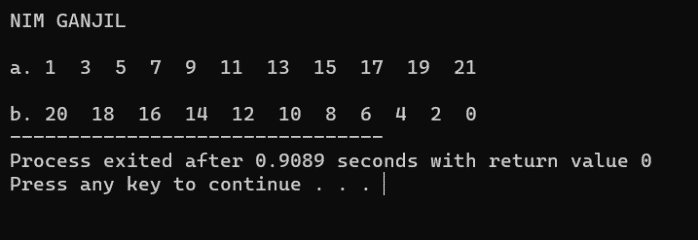 NIM GANJIL
a. 1 3 5 7 9 11 13 15 17 19 21
b. 20 18 16 14 12 10 8 6 4 2 0
--------------------------------
Process exited after 0.9089 seconds with return value 0
Press any key to continue . . .